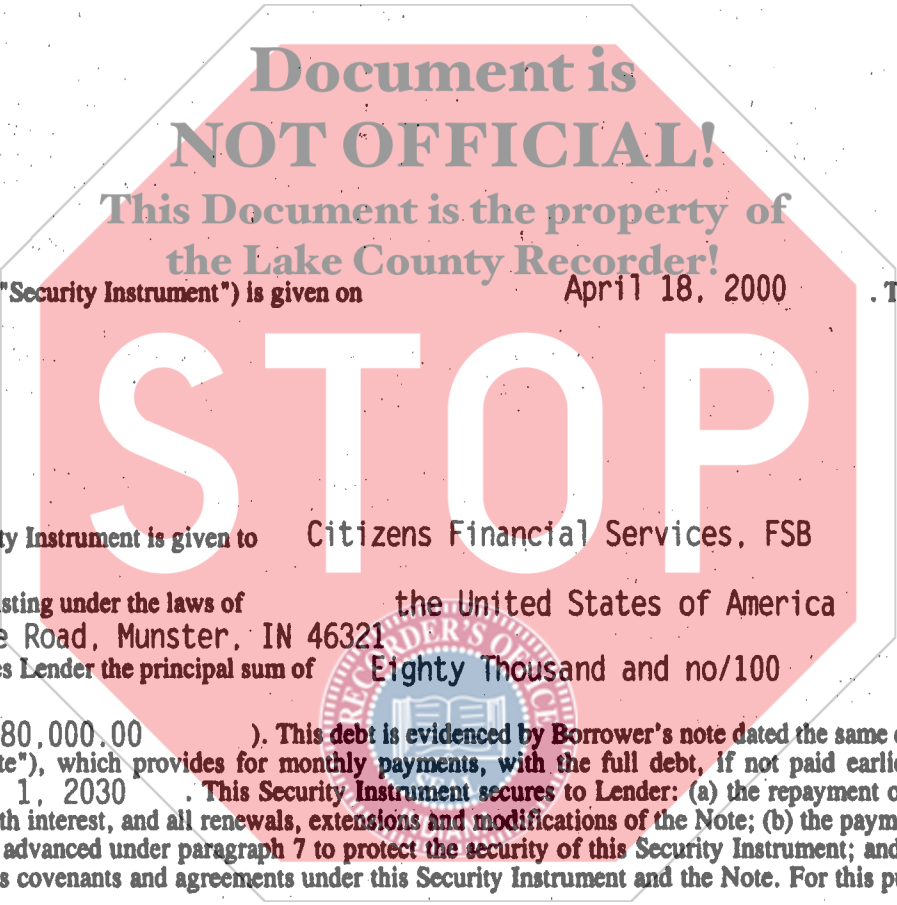 Document is
NOT OFFICIAL!
This Document is the property of
the Lake County Recorder!
"Security Instrument") is given on April 18, 2000 . T
STOP
ty Instrument is given to Citizens Financial Services, FSB
sting under the laws of the United States of America
e Road, Munster, IN 46321
es Lender the principal sum of Eighty Thousand and no/100
RECORDER'S OFFICE
80,000.00 ). This debt is evidenced by Borrower's note dated the same
te"), which provides for monthly payments, with the full debt, if not paid earlie
1, 2030 . This Security Instrument secures to Lender: (a) the repayment o
th interest, and all renewals, extensions and modifications of the Note; (b) the paym
advanced under paragraph 7 to protect the security of this Security Instrument; and
s covenants and agreements under this Security Instrument and the Note. For this pu